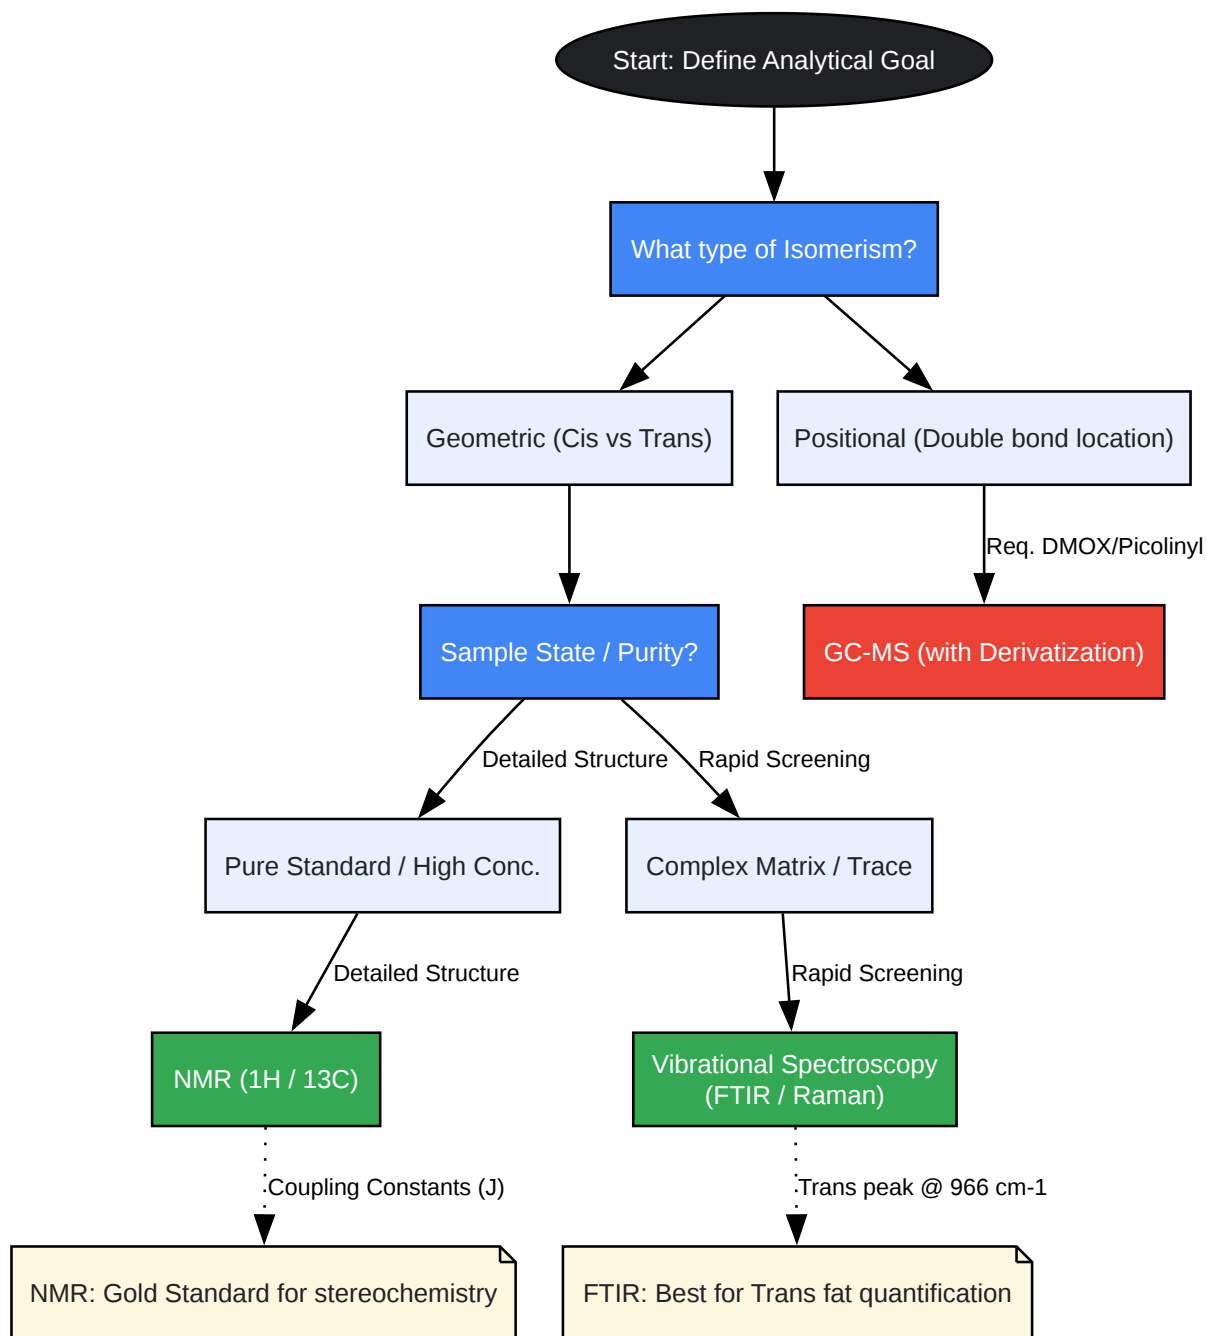 Start: Define Analytical Goal
What type of Isomerism?
Geometric (Cis vs Trans)
Positional (Double bond location)
Req. DMOX/Picolinyl
Sample State / Purity?
GC-MS (with Derivatization)
Detailed Structure
Rapid Screening
Pure Standard / High Conc.
Complex Matrix / Trace
Detailed Structure
Rapid Screening
NMR (1H / 13C)
Vibrational Spectroscopy
(FTIR / Raman)
Coupling Constants (J)
Trans peak @ 966 cm-1
NMR: Gold Standard for stereochemistry
FTIR: Best for Trans fat quantification